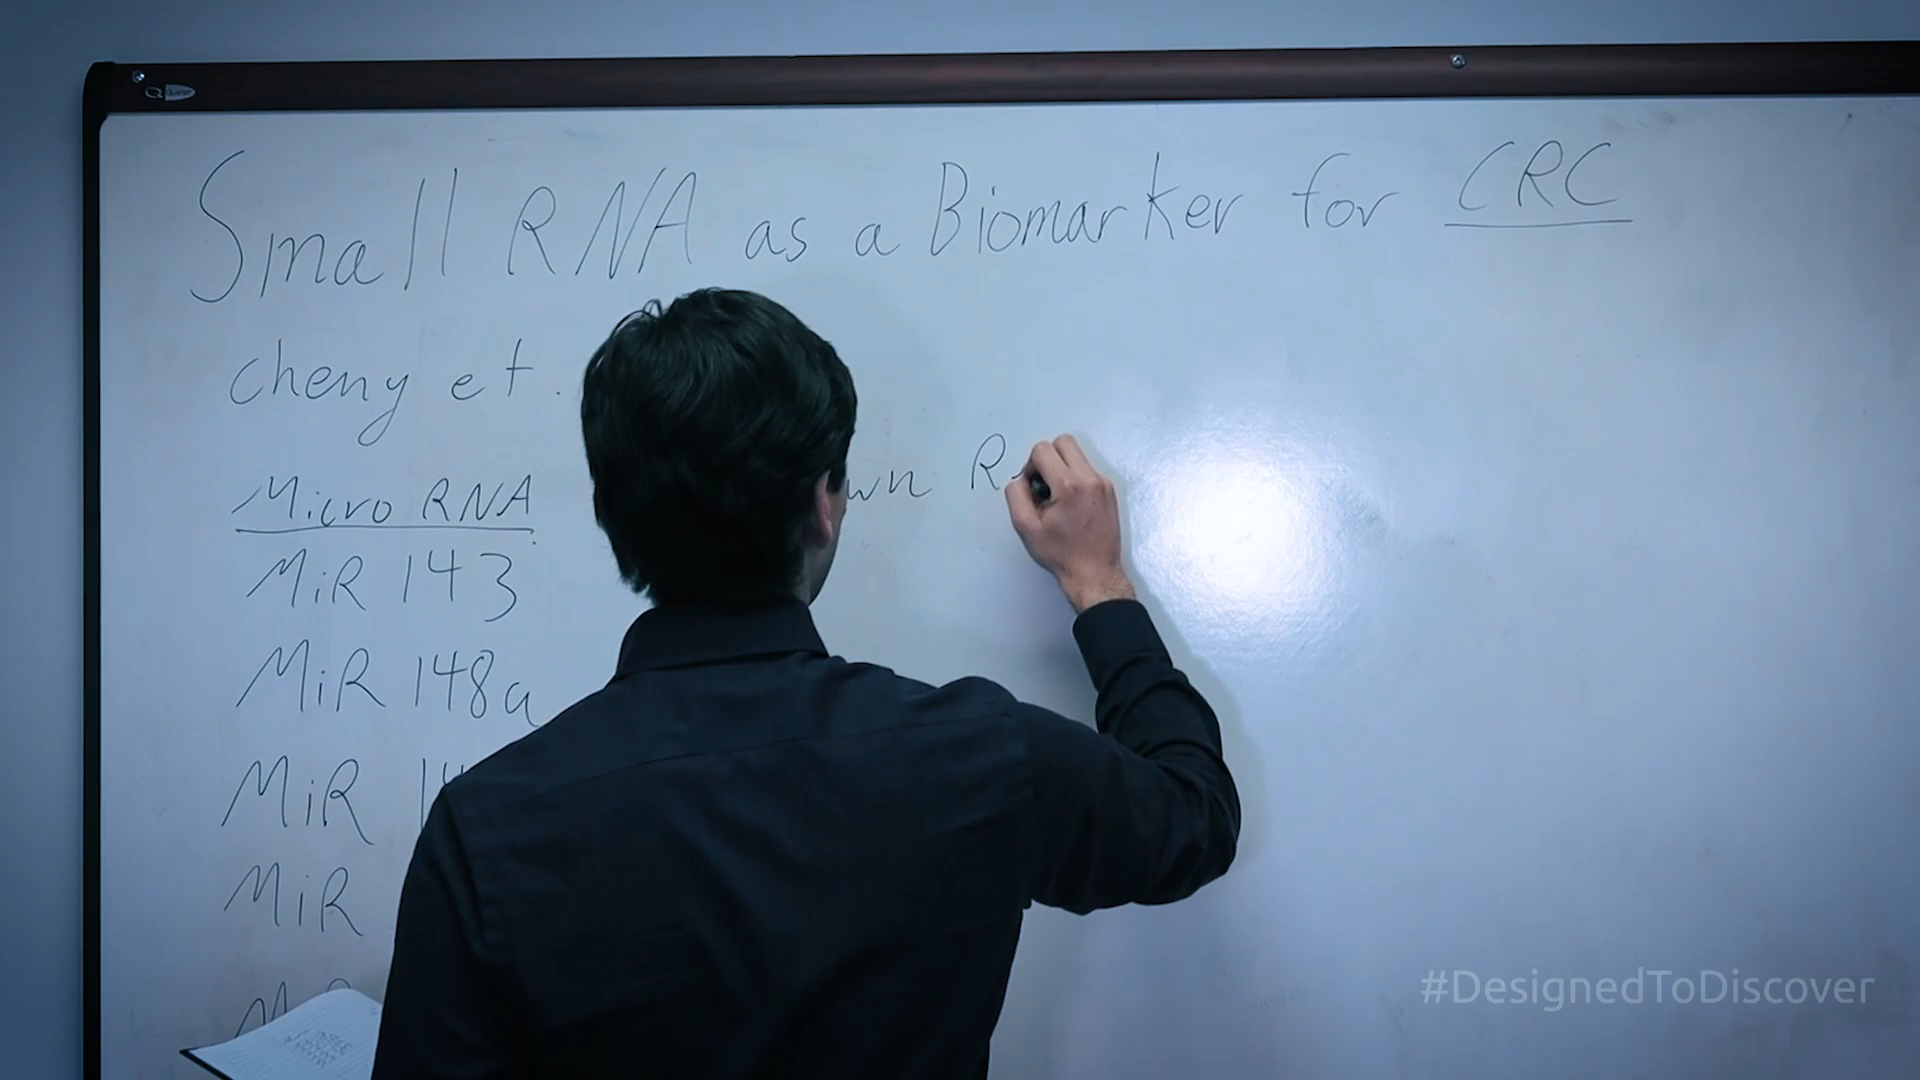 Small RNA as a Biomarker for CRC
Cheng et.
Micro RNA
MiR 143
MiR 148a
MiR
MiR
#DesignedToDiscover